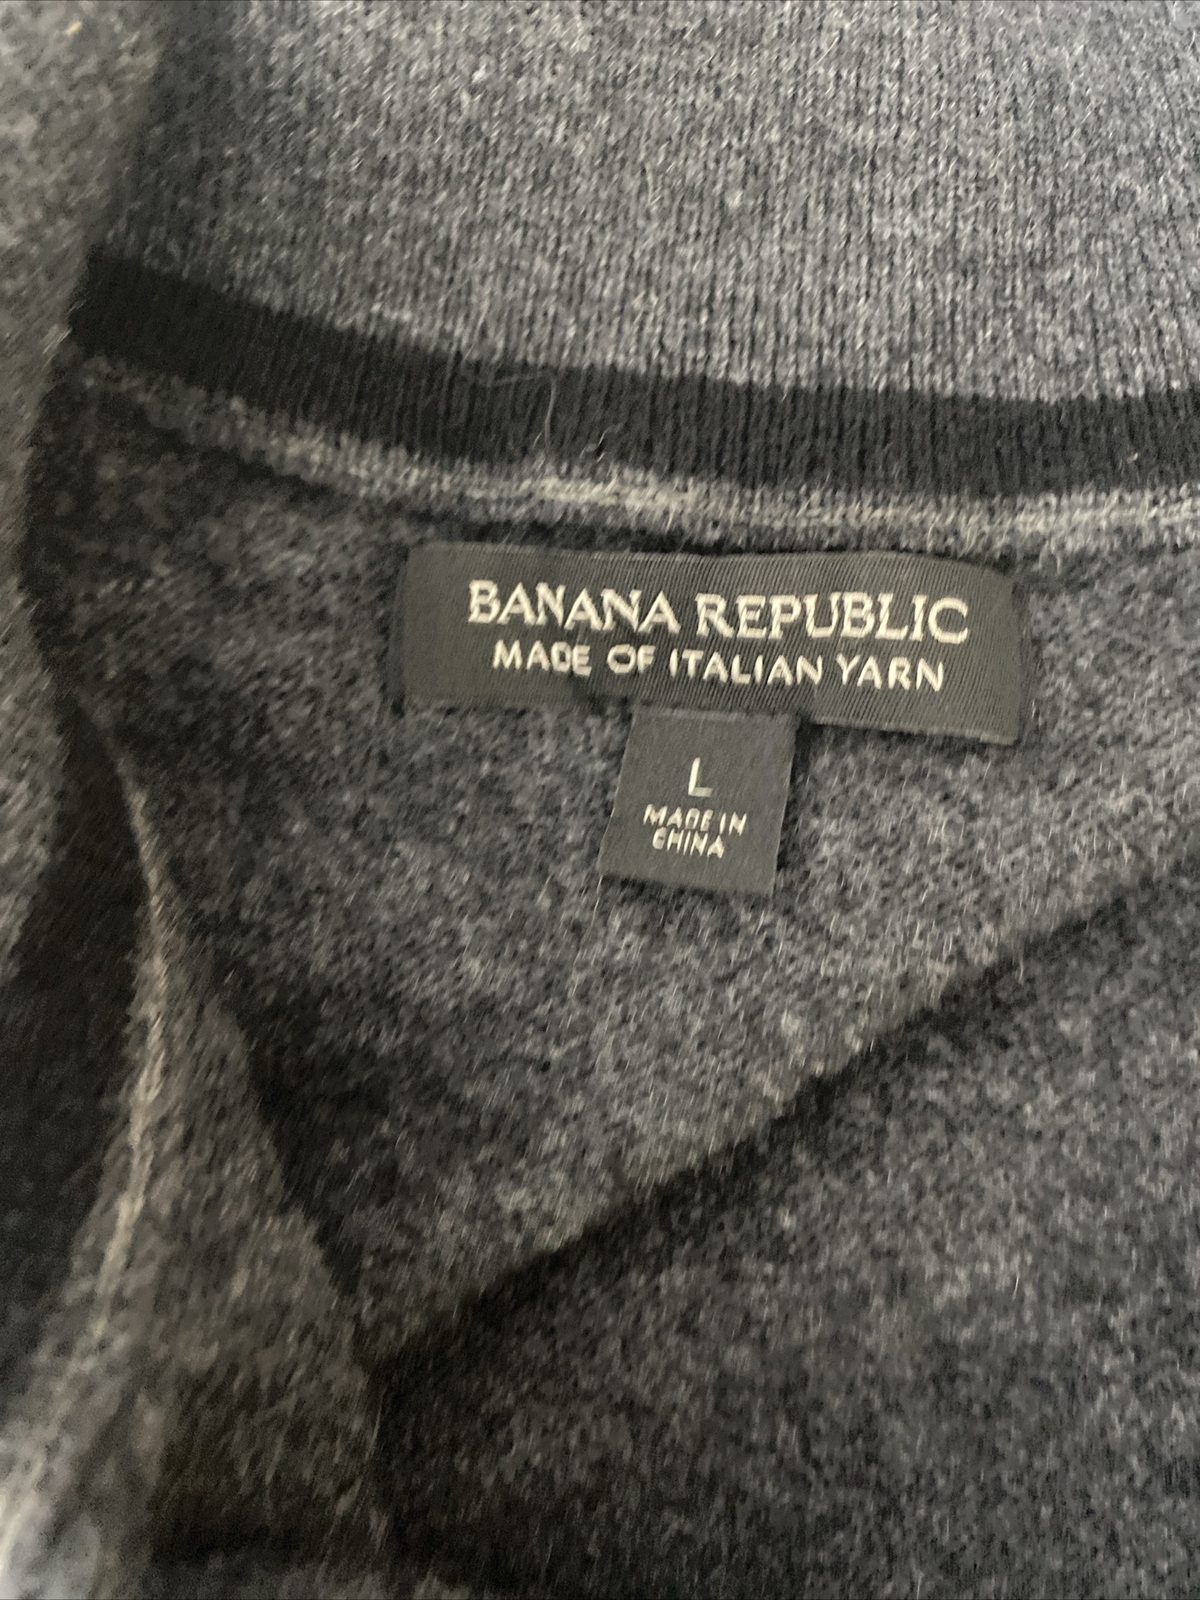 BANANA REPUBLIC
MADE OF ITALIAN YARN
L
MADE IN
CHINA